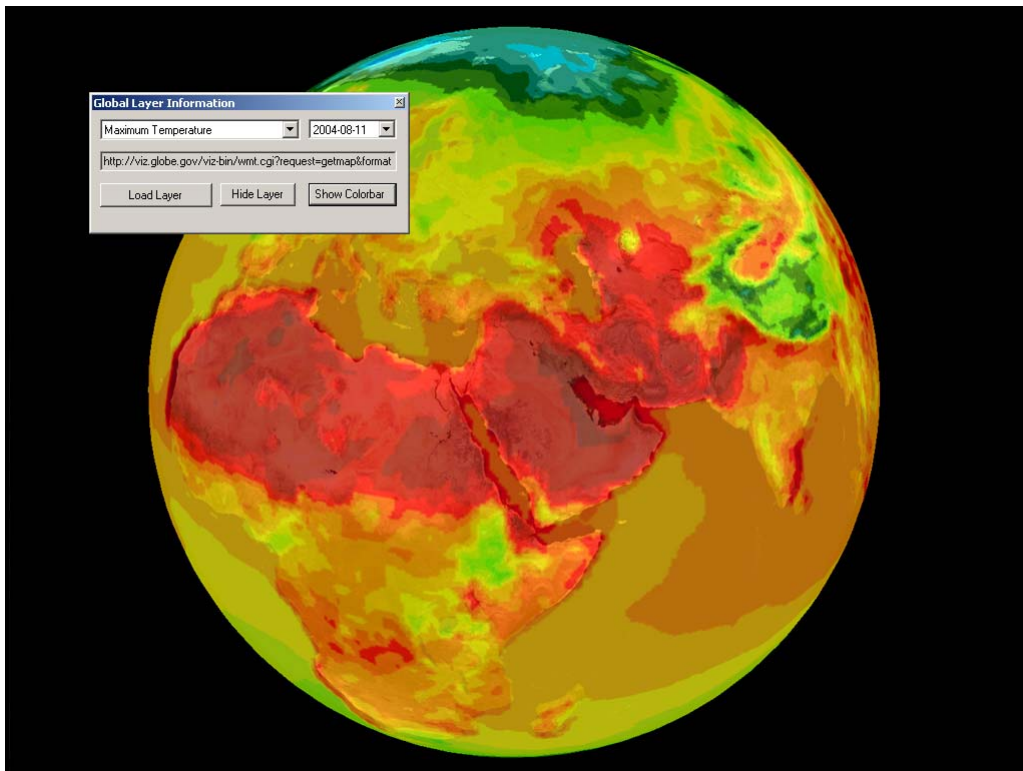 Global Layer Information
Maximum Temperature 2004-08-11
http://viz.globe.gov/viz-bin/wmt.cgi?request=getmap&format
Load Layer Hide Layer Show Colorbar